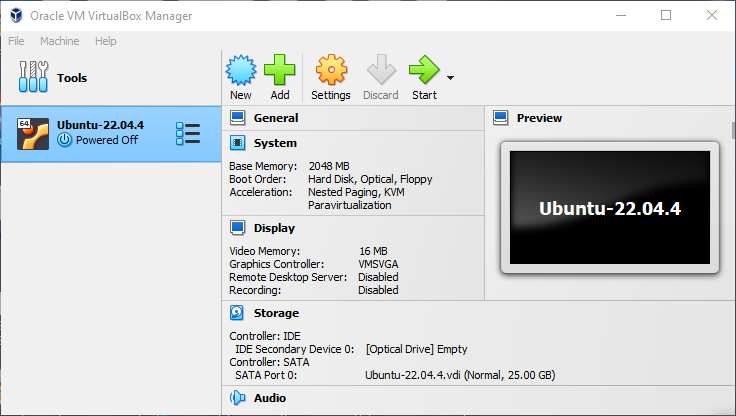 Oracle VM VirtualBox Manager
File Machine Help
Tools
New Add Settings Discard Start
64
Ubuntu-22.04.4
Powered Off
General
System
Base Memory: 2048 MB
Boot Order: Hard Disk, Optical, Floppy
Acceleration: Nested Paging, KVM
Paravirtualization
Display
Video Memory: 16 MB
Graphics Controller: VMSVGA
Remote Desktop Server: Disabled
Recording: Disabled
Preview
Ubuntu-22.04.4
Storage
Controller: IDE
IDE Secondary Device 0: [Optical Drive] Empty
Controller: SATA
SATA Port 0: Ubuntu-22.04.4.vdi (Normal, 25.00 GB)
Audio